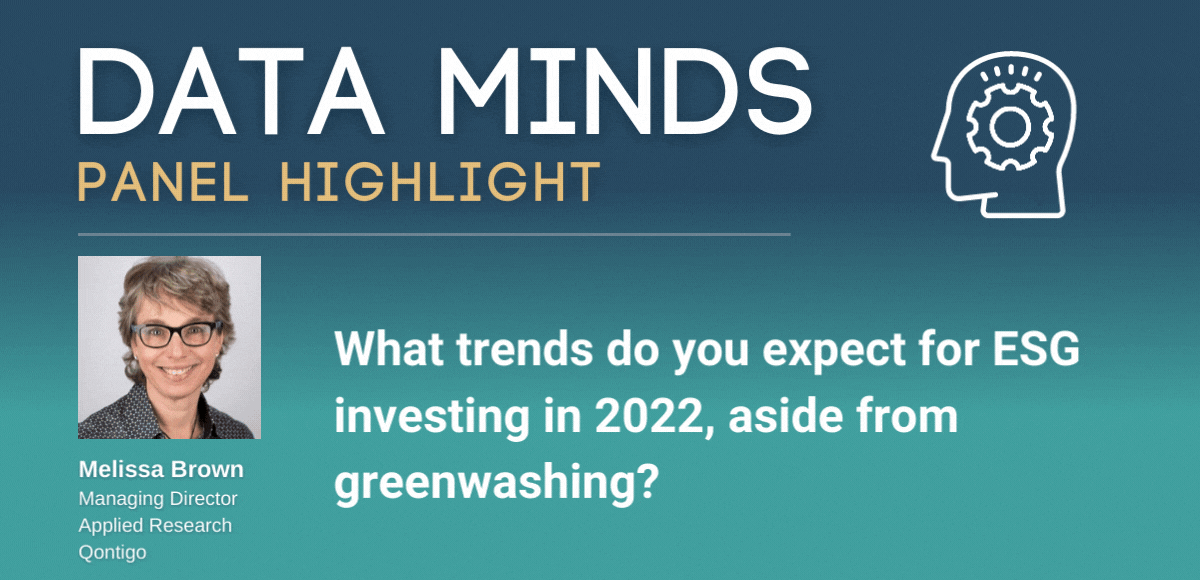 DATA MINDS
PANEL HIGHLIGHT
Melissa Brown
Managing Director
Applied Research
Qontigo
What trends do you expect for ESG
investing in 2022, aside from
greenwashing?